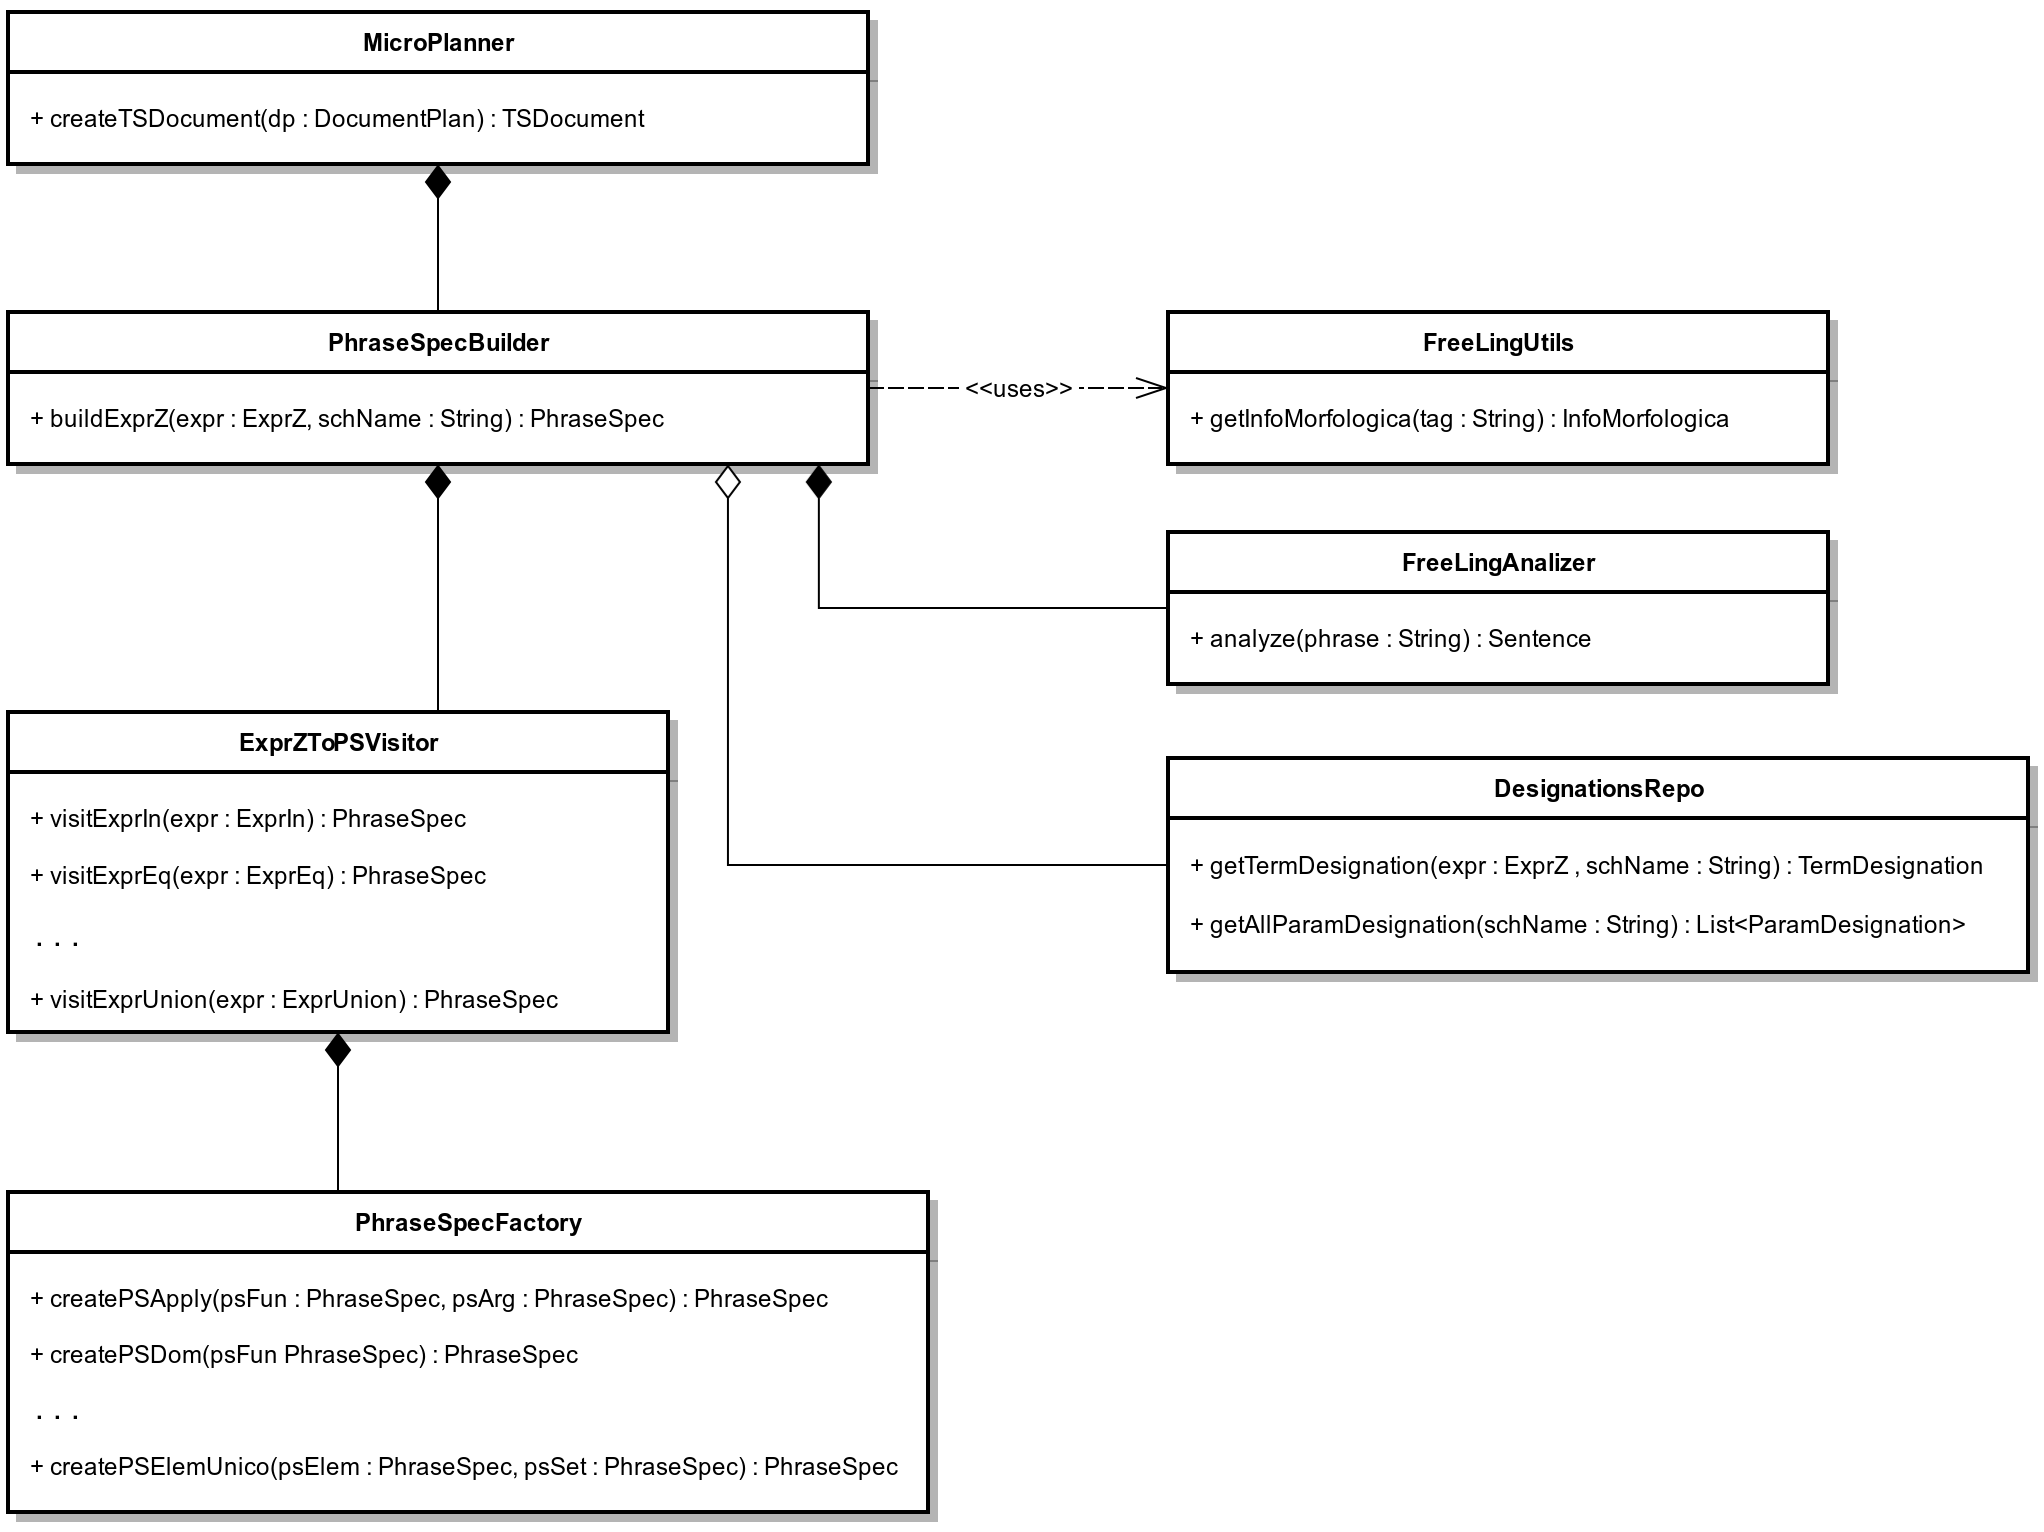 MicroPlanner
+ createTSDocument(dp : DocumentPlan) : TSDocument
PhraseSpecBuilder
+ buildExprZ(expr : ExprZ, schName : String) : PhraseSpec
<<uses>>
FreeLingUtils
+ getInfoMorfologica(tag : String) : InfoMorfologica
FreeLingAnalizer
+ analyze(phrase : String) : Sentence
ExprZToPSVisitor
+ visitExprIn(expr : ExprIn) : PhraseSpec
+ visitExprEq(expr : ExprEq) : PhraseSpec
. . .
+ visitExprUnion(expr : ExprUnion) : PhraseSpec
DesignationsRepo
+ getTermDesignation(expr : ExprZ , schName : String) : TermDesignation
+ getAllParamDesignation(schName : String) : List<ParamDesignation>
PhraseSpecFactory
+ createPSApply(psFun : PhraseSpec, psArg : PhraseSpec) : PhraseSpec
+ createPSDom(psFun PhraseSpec) : PhraseSpec
. . .
+ createPSElemUnico(psElem : PhraseSpec, psSet : PhraseSpec) : PhraseSpec